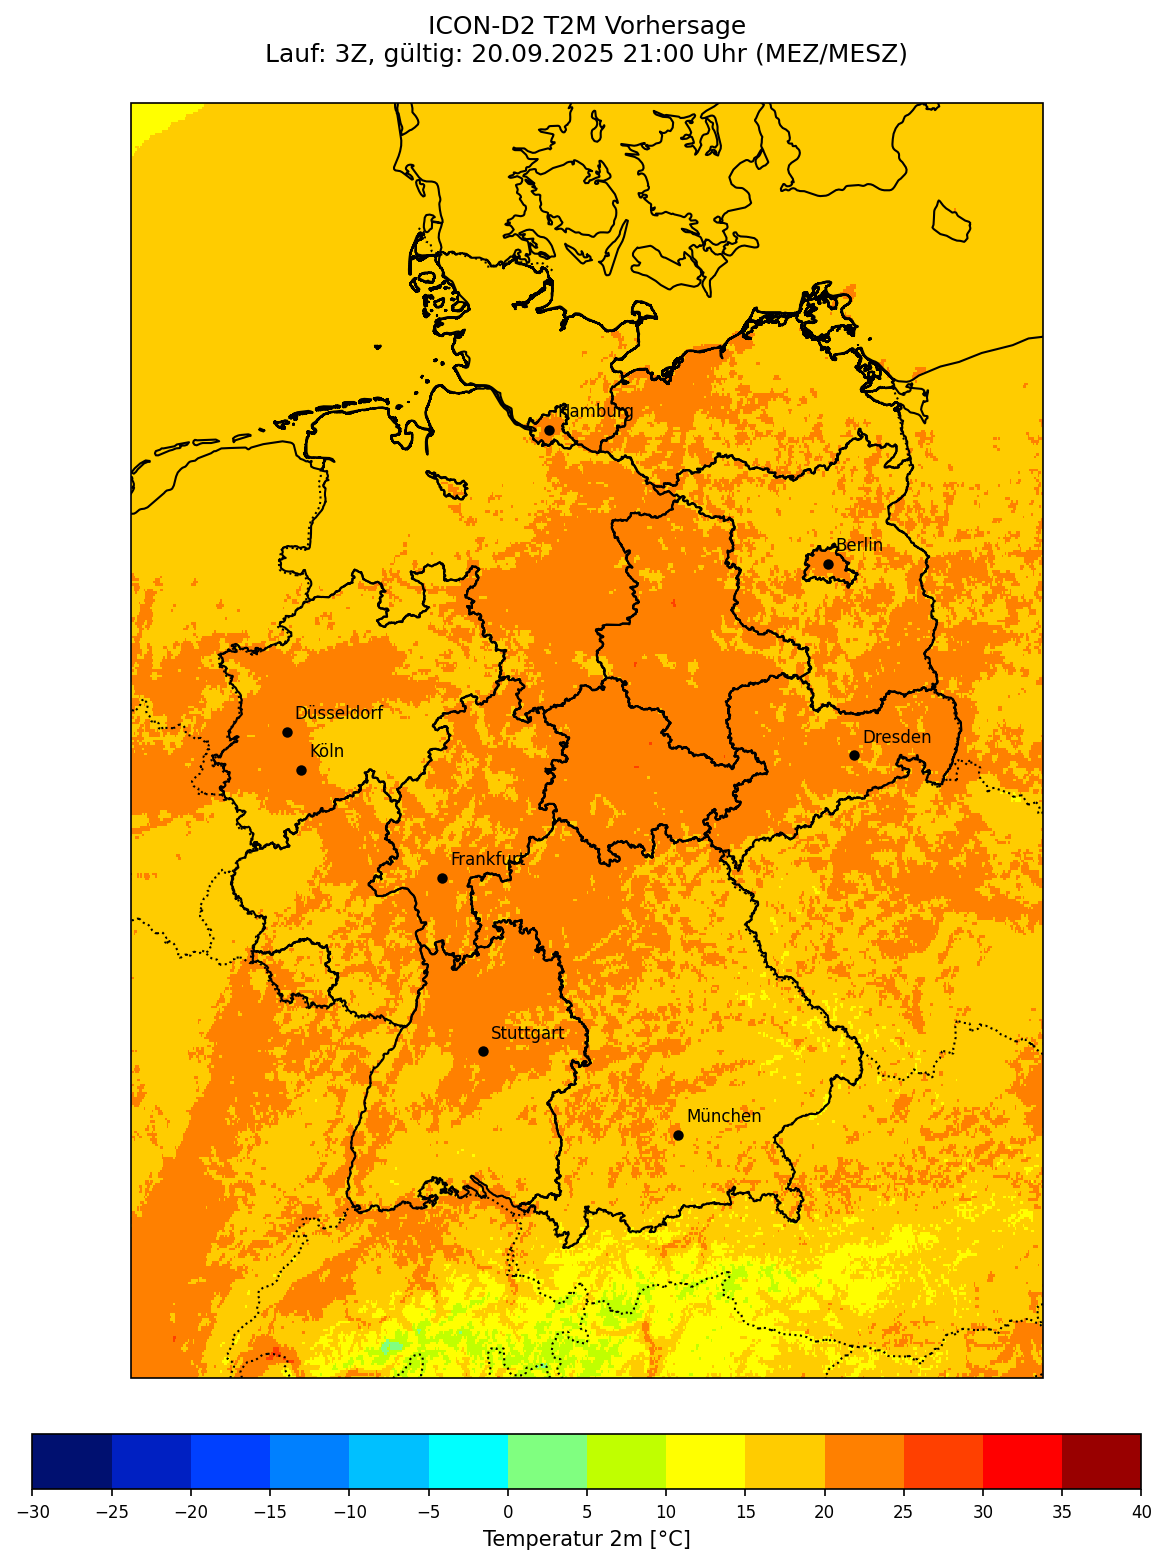 ICON-D2 T2M Vorhersage
Lauf: 3Z, gültig: 20.09.2025 21:00 Uhr (MEZ/MESZ)
Hamburg
Berlin
Düsseldorf
Köln
Dresden
Frankfurt
Stuttgart
München
−30 −25 −20 −15 −10 −5 0 5 10 15 20 25 30 35 40
Temperatur 2m [°C]